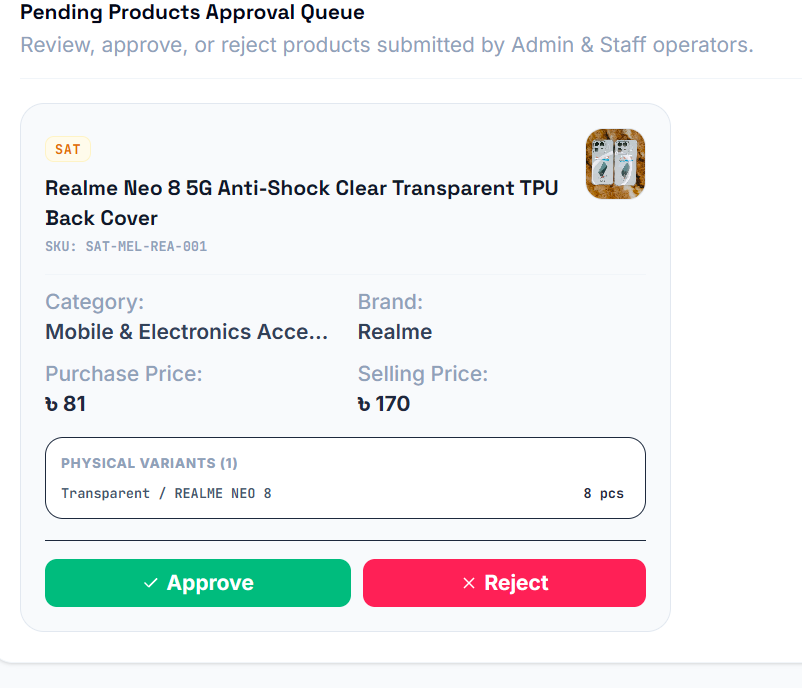 Pending Products Approval Queue
Review, approve, or reject products submitted by Admin & Staff operators.
SAT
Realme Neo 8 5G Anti-Shock Clear Transparent TPU
Back Cover
SKU: SAT-MEL-REA-001
Category:
Brand:
Mobile & Electronics Acce...
Realme
Purchase Price:
Selling Price:
৳ 81
৳ 170
PHYSICAL VARIANTS (1)
Transparent / REALME NEO 8
8 pcs
✓ Approve
× Reject